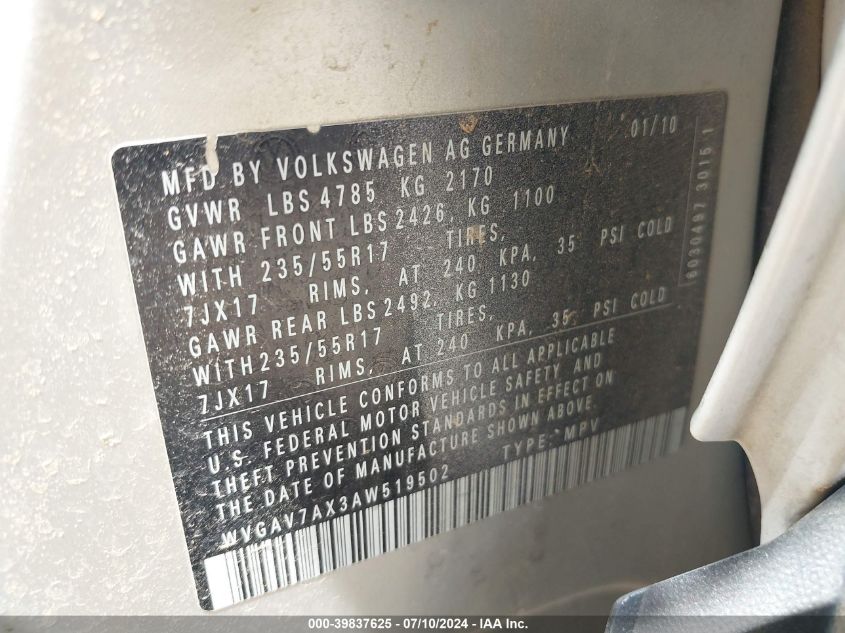 MFD BY VOLKSWAGEN AG GERMANY 01/10
GVWR LBS 4785 KG 2170
GAWR FRONT LBS 2426, KG 1100
WITH 235/55R17 TIRES,
7JX17 RIMS, AT 240 KPA, 35 PSI COLD
GAWR REAR LBS 2492, KG 1130
WITH 235/55R17 TIRES,
7JX17 RIMS, AT 240 KPA, 35 PSI COLD
THIS VEHICLE CONFORMS TO ALL APPLICABLE
U.S. FEDERAL MOTOR VEHICLE SAFETY AND
THEFT PREVENTION STANDARDS IN EFFECT ON
THE DATE OF MANUFACTURE SHOWN ABOVE
WVGAV7AX3AW519502 TYPE: MPV
8030497 3015 1
000-39837625 - 07/10/2024 - IAA, Inc.